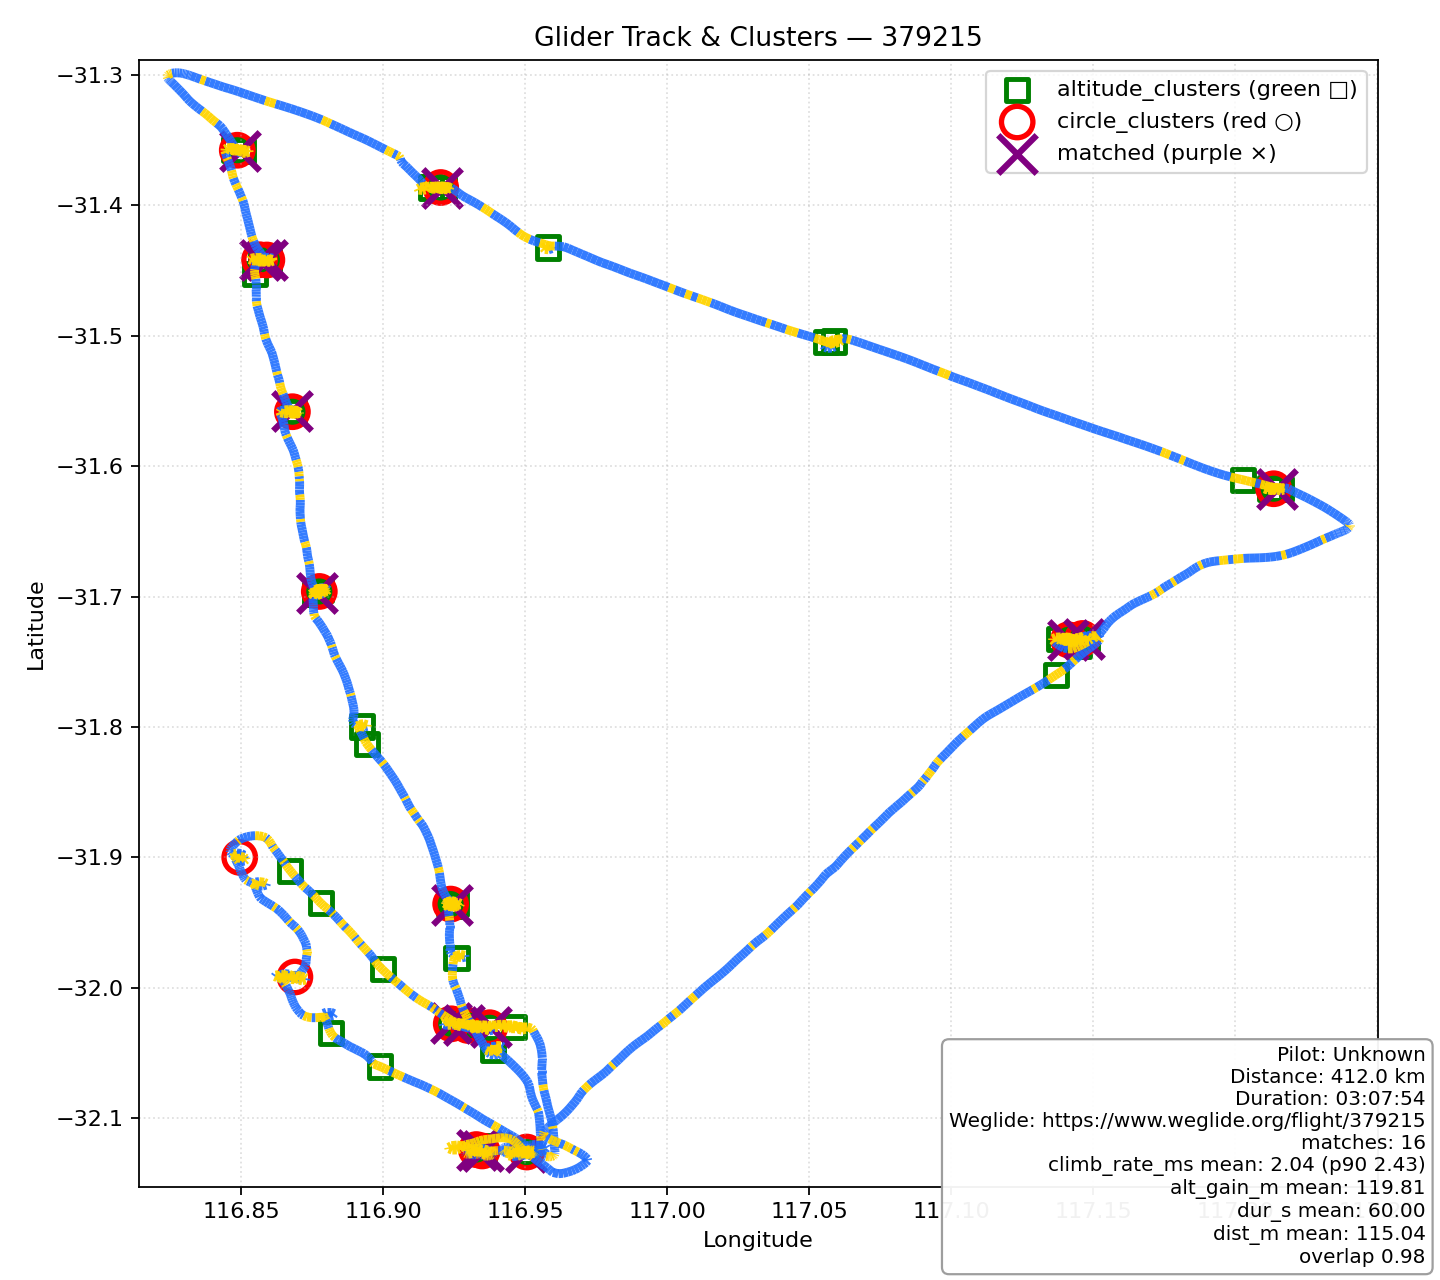 Glider Track & Clusters — 379215
altitude_clusters (green □)
circle_clusters (red ○)
matched (purple ×)
−31.3
−31.4
−31.5
−31.6
−31.7
−31.8
−31.9
−32.0
−32.1
Latitude
116.85
116.90
116.95
117.00
117.05
117.10
117.15
Longitude
Pilot: Unknown
Distance: 412.0 km
Duration: 03:07:54
Weglide: https://www.weglide.org/flight/379215
matches: 16
climb_rate_ms mean: 2.04 (p90 2.43)
alt_gain_m mean: 119.81
dur_s mean: 60.00
dist_m mean: 115.04
overlap 0.98